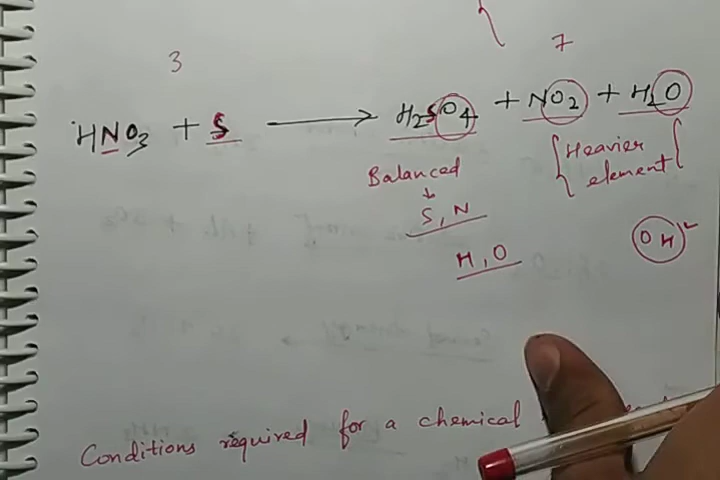 3 7
HNO3 + S ⟶ H2SO4 + NO2 + H2O
Balanced
S, N
H, O
Heavier
element
OH
Conditions required for a chemical